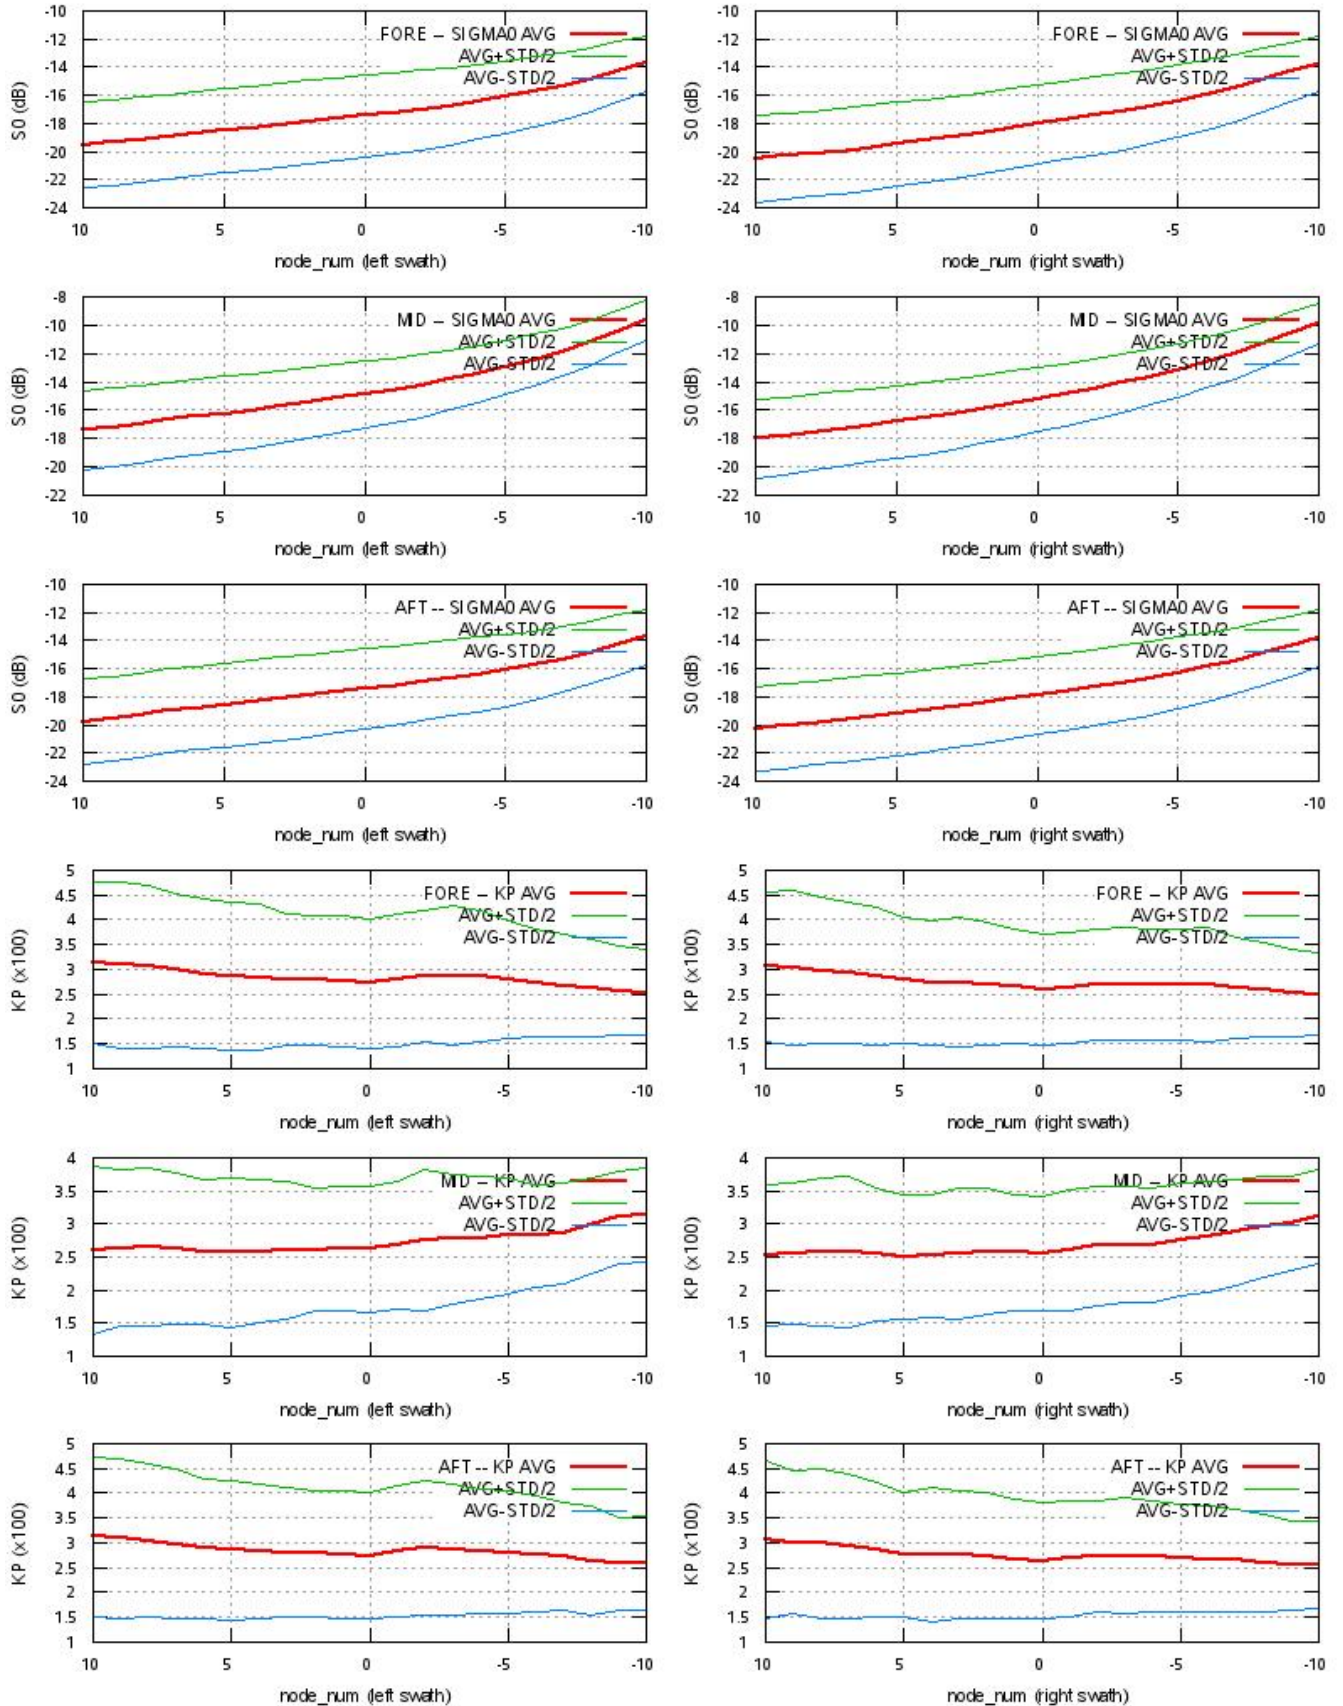 -10
-12
-14
-16
-18
-20
-22
-24
S0 (dB)
FORE – SIGMA0 AVG
AVG+STD/2
AVG-STD/2
10 5 0 -5 -10
node_num (left swath)
-10
-12
-14
-16
-18
-20
-22
-24
S0 (dB)
FORE – SIGMA0 AVG
AVG+STD/2
AVG-STD/2
10 5 0 -5 -10
node_num (right swath)
-8
-10
-12
-14
-16
-18
-20
-22
S0 (dB)
MID – SIGMA0 AVG
AVG+STD/2
AVG-STD/2
10 5 0 -5 -10
node_num (left swath)
-8
-10
-12
-14
-16
-18
-20
-22
S0 (dB)
MID – SIGMA0 AVG
AVG+STD/2
AVG-STD/2
10 5 0 -5 -10
node_num (right swath)
-10
-12
-14
-16
-18
-20
-22
-24
S0 (dB)
AFT -- SIGMA0 AVG
AVG+STD/2
AVG-STD/2
10 5 0 -5 -10
node_num (left swath)
-10
-12
-14
-16
-18
-20
-22
-24
S0 (dB)
AFT -- SIGMA0 AVG
AVG+STD/2
AVG-STD/2
10 5 0 -5 -10
node_num (right swath)
5
4.5
4
3.5
3
2.5
2
1.5
1
KP (x100)
FORE – KP AVG
AVG+STD/2
AVG-STD/2
10 5 0 -5 -10
node_num (left swath)
5
4.5
4
3.5
3
2.5
2
1.5
1
KP (x100)
FORE – KP AVG
AVG+STD/2
AVG-STD/2
10 5 0 -5 -10
node_num (right swath)
4
3.5
3
2.5
2
1.5
1
KP (x100)
MID – KP AVG
AVG+STD/2
AVG-STD/2
10 5 0 -5 -10
node_num (left swath)
4
3.5
3
2.5
2
1.5
1
KP (x100)
MID – KP AVG
AVG+STD/2
AVG-STD/2
10 5 0 -5 -10
node_num (right swath)
5
4.5
4
3.5
3
2.5
2
1.5
1
KP (x100)
AFT -- KP AVG
AVG+STD/2
AVG-STD/2
10 5 0 -5 -10
node_num (left swath)
5
4.5
4
3.5
3
2.5
2
1.5
1
KP (x100)
AFT -- KP AVG
AVG+STD/2
AVG-STD/2
10 5 0 -5 -10
node_num (right swath)